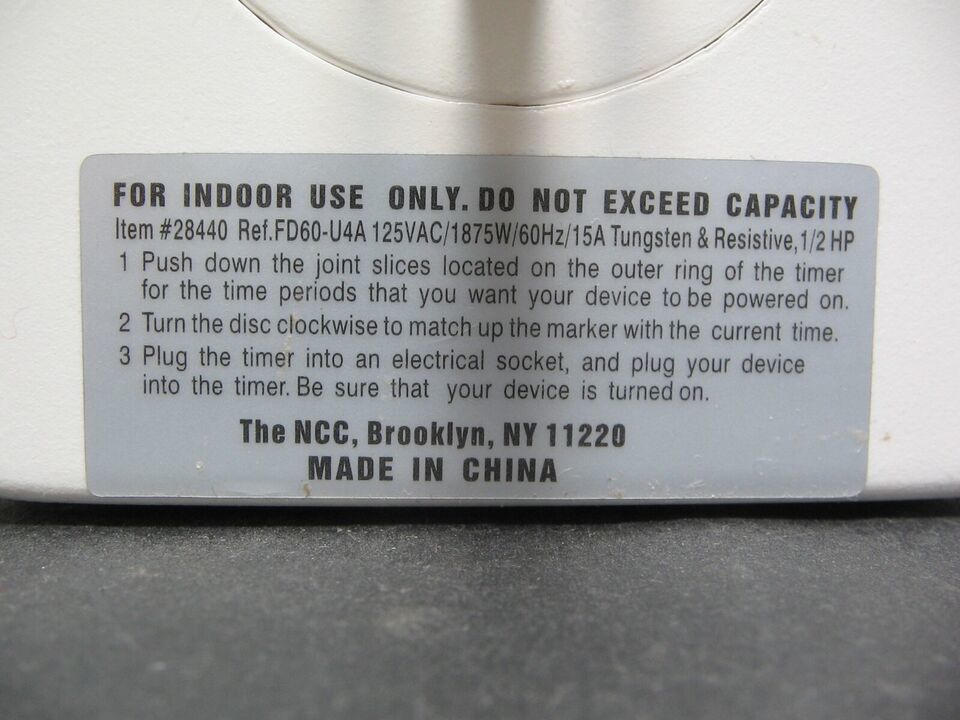 FOR INDOOR USE ONLY. DO NOT EXCEED CAPACITY
Item #28440 Ref.FD60-U4A 125VAC/1875W/60Hz/15A Tungsten & Resistive,1/2 HP
1 Push down the joint slices located on the outer ring of the timer
for the time periods that you want your device to be powered on.
2 Turn the disc clockwise to match up the marker with the current time.
3 Plug the timer into an electrical socket, and plug your device
into the timer. Be sure that your device is turned on.
The NCC, Brooklyn, NY 11220
MADE IN CHINA